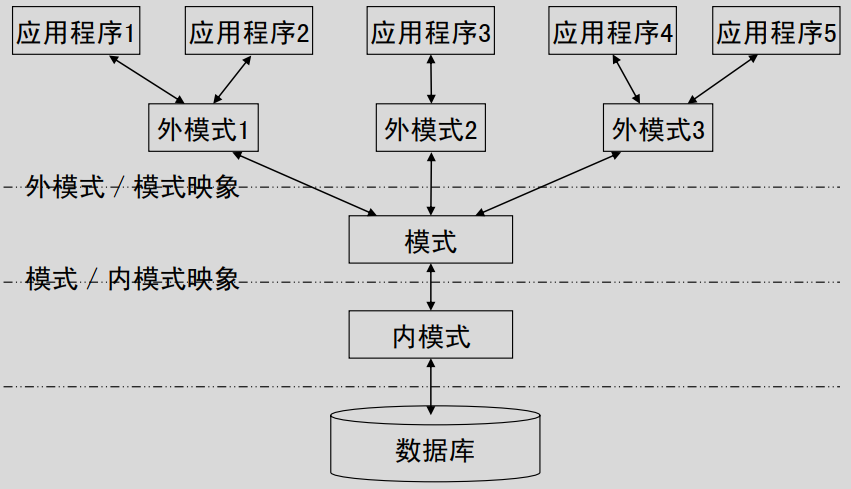 应用程序1
应用程序2
应用程序3
应用程序4
应用程序5
外模式1
外模式2
外模式3
外模式 / 模式映象
模式
模式 / 内模式映象
内模式
数据库